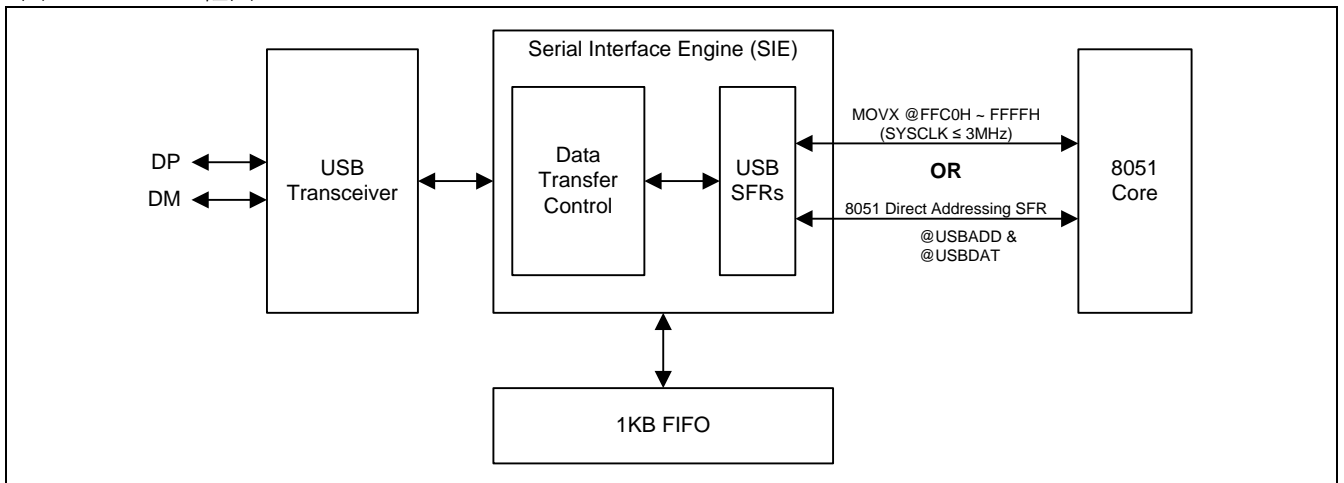 Serial Interface Engine (SIE)
DP
DM
USB
Transceiver
Data
Transfer
Control
USB
SFRs
MOVX @FFC0H ~ FFFFH
(SYSCLK ≤ 3MHz)
OR
8051 Direct Addressing SFR
@USBADD &
@USBDAT
8051
Core
1KB FIFO